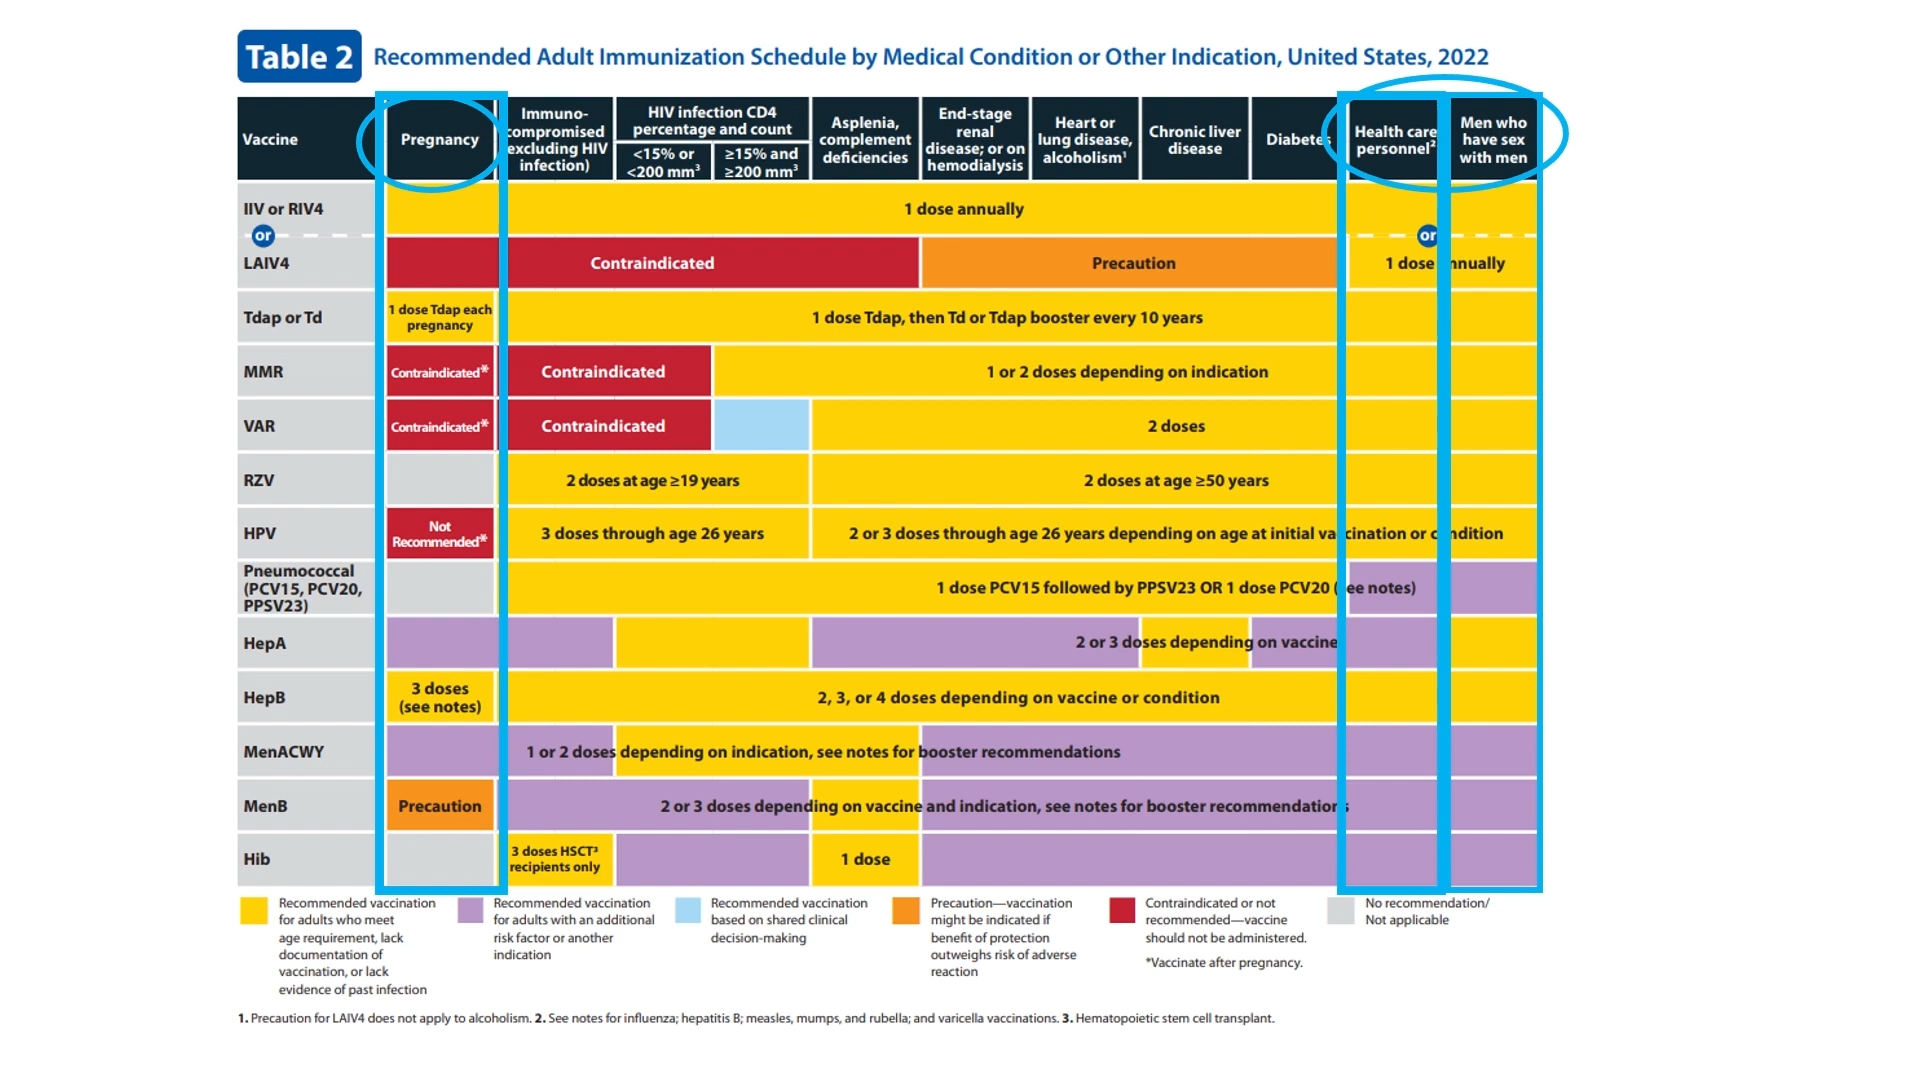 Table 2 Recommended Adult Immunization Schedule by Medical Condition or Other Indication, United States, 2022
Vaccine
Pregnancy
Immuno-
compromised
excluding HIV
infection)
HIV infection CD4
percentage and count
<15% or
<200 mm³
≥15% and
≥200 mm³
Asplenia,
complement
deficiencies
End-stage
renal
disease; or on
hemodialysis
Heart or
lung disease,
alcoholism¹
Chronic liver
disease
Diabetes
Health care
personnel²
Men who
have sex
with men
IIV or RIV4
1 dose annually
or
or
LAIV4
Contraindicated
Precaution
1 dose annually
Tdap or Td
1 dose Tdap each
pregnancy
1 dose Tdap, then Td or Tdap booster every 10 years
MMR
Contraindicated*
Contraindicated
1 or 2 doses depending on indication
VAR
Contraindicated*
Contraindicated
2 doses
RZV
2 doses at age ≥19 years
2 doses at age ≥50 years
HPV
Not
Recommended*
3 doses through age 26 years
2 or 3 doses through age 26 years depending on age at initial vaccination or condition
Pneumococcal
(PCV15, PCV20,
PPSV23)
1 dose PCV15 followed by PPSV23 OR 1 dose PCV20 (see notes)
HepA
2 or 3 doses depending on vaccine
HepB
3 doses
(see notes)
2, 3, or 4 doses depending on vaccine or condition
MenACWY
1 or 2 doses depending on indication, see notes for booster recommendations
MenB
Precaution
2 or 3 doses depending on vaccine and indication, see notes for booster recommendations
Hib
3 doses HSCT³
recipients only
1 dose
Recommended vaccination
for adults who meet
age requirement, lack
documentation of
vaccination, or lack
evidence of past infection
Recommended vaccination
for adults with an additional
risk factor or another
indication
Recommended vaccination
based on shared clinical
decision-making
Precaution—vaccination
might be indicated if
benefit of protection
outweighs risk of adverse
reaction
Contraindicated or not
recommended—vaccine
should not be administered.
*Vaccinate after pregnancy.
No recommendation/
Not applicable
1. Precaution for LAIV4 does not apply to alcoholism. 2. See notes for influenza; hepatitis B; measles, mumps, and rubella; and varicella vaccinations. 3. Hematopoietic stem cell transplant.